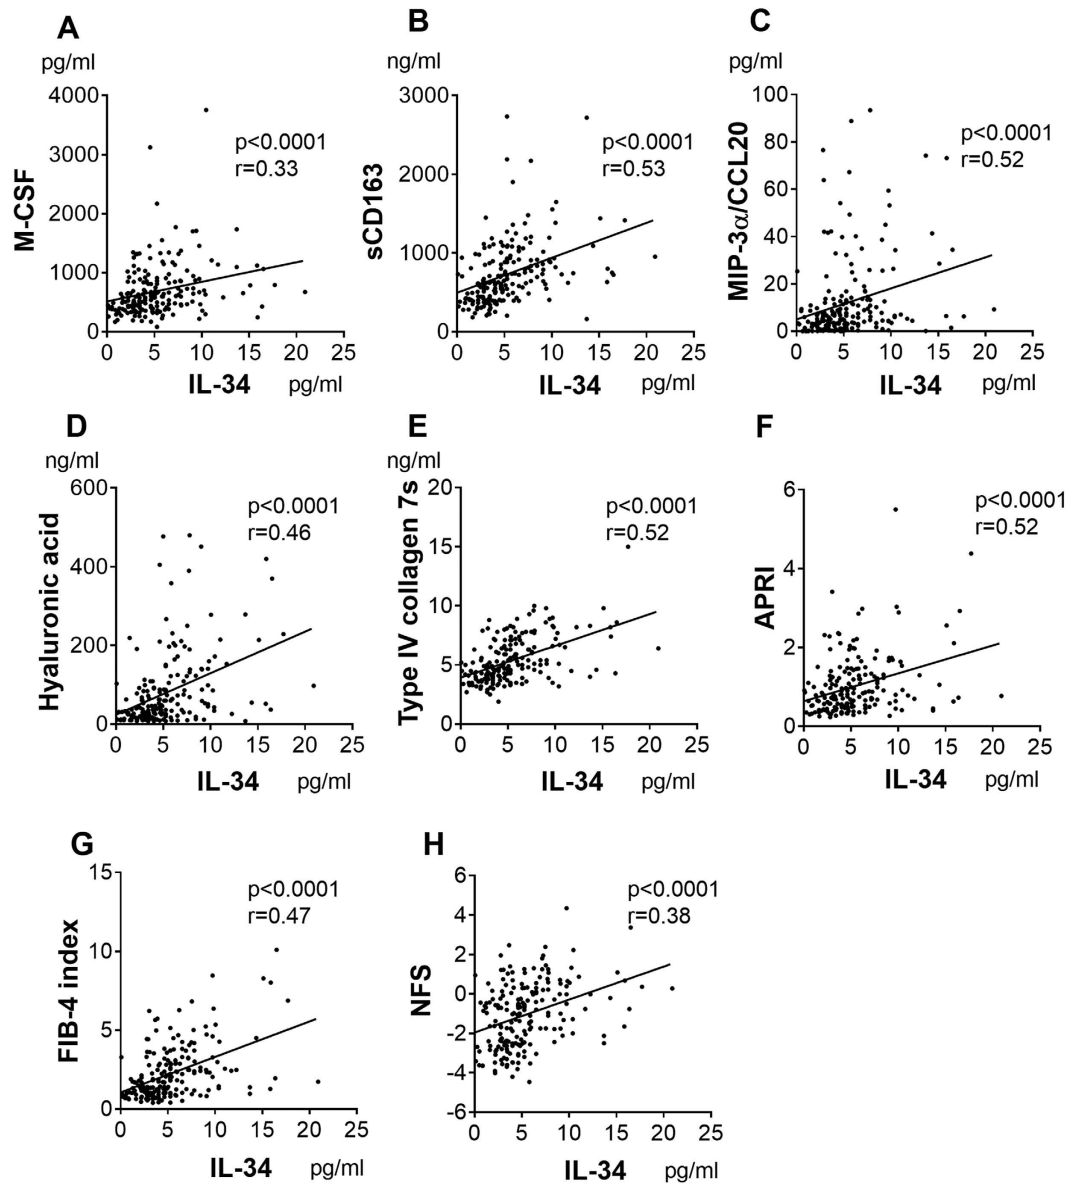 A
pg/ml
4000
3000
2000
1000
0
M-CSF
p<0.0001
r=0.33
0 5 10 15 20 25
IL-34 pg/ml
B
ng/ml
3000
2000
1000
0
sCD163
p<0.0001
r=0.53
0 5 10 15 20 25
IL-34 pg/ml
C
pg/ml
100
80
60
40
20
0
MIP-3α/CCL20
p<0.0001
r=0.52
0 5 10 15 20 25
IL-34 pg/ml
D
ng/ml
600
400
200
0
Hyaluronic acid
p<0.0001
r=0.46
0 5 10 15 20 25
IL-34 pg/ml
E
ng/ml
20
15
10
5
0
Type IV collagen 7s
p<0.0001
r=0.52
0 5 10 15 20 25
IL-34 pg/ml
F
6
4
2
0
APRI
p<0.0001
r=0.52
0 5 10 15 20 25
IL-34 pg/ml
G
15
10
5
0
FIB-4 index
p<0.0001
r=0.47
0 5 10 15 20 25
IL-34 pg/ml
H
6
4
2
0
-2
-4
-6
NFS
p<0.0001
r=0.38
0 5 10 15 20 25
IL-34 pg/ml